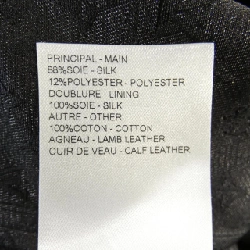 PRINCIPAL - MAIN
88%SOIE - SILK
12%POLYESTER - POLYESTER
DOUBLURE - LINING
100%SOIE - SILK
AUTRE - OTHER
100%COTON - COTTON
AGNEAU - LAMB LEATHER
CUIR DE VEAU - CALF LEATHER